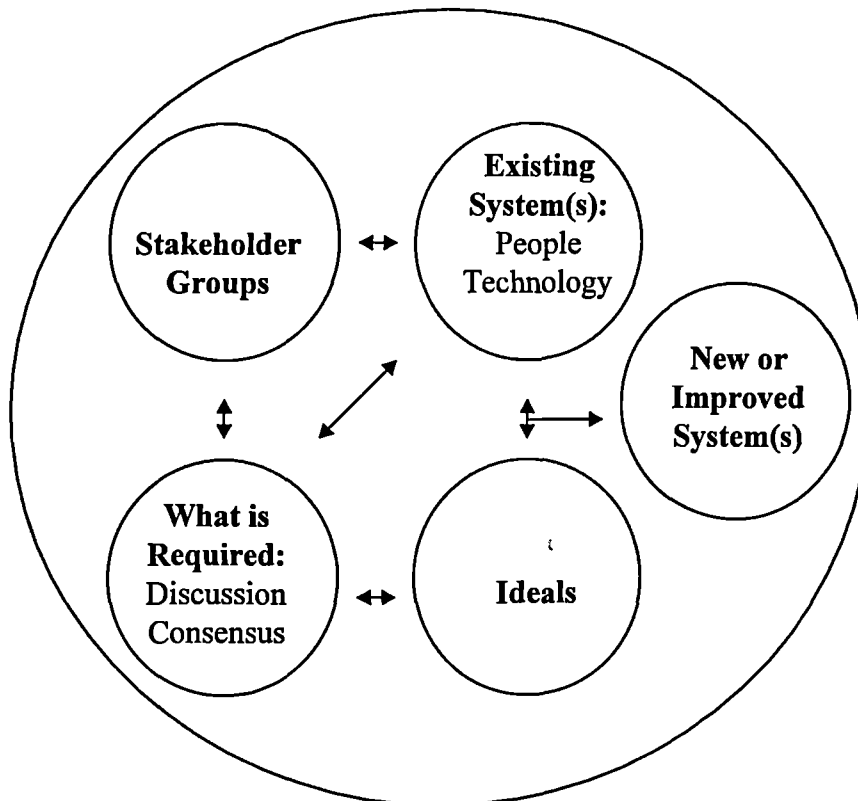 Stakeholder
Groups
Existing
System(s):
People
Technology
New or
Improved
System(s)
What is
Required:
Discussion
Consensus
Ideals